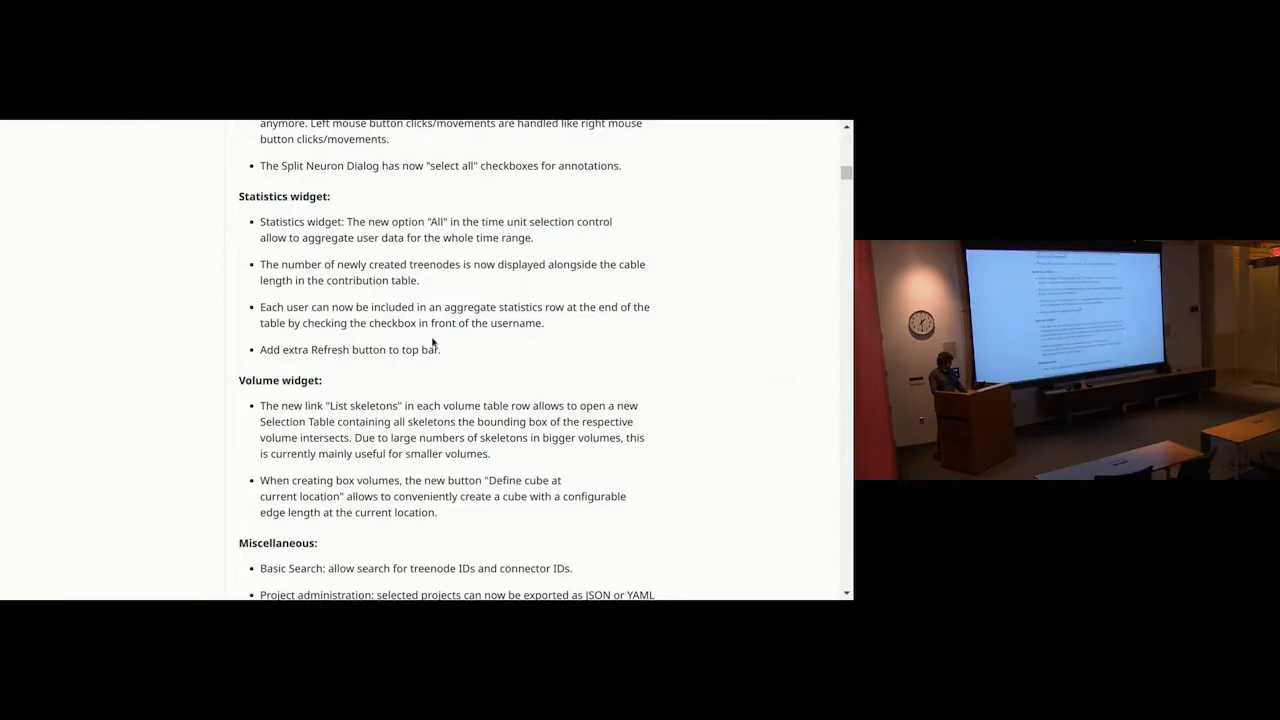 anymore. Left mouse button clicks/movements are handled like right mouse
button clicks/movements.
• The Split Neuron Dialog has now "select all" checkboxes for annotations.
Statistics widget:
• Statistics widget: The new option "All" in the time unit selection control
allow to aggregate user data for the whole time range.
• The number of newly created treenodes is now displayed alongside the cable
length in the contribution table.
• Each user can now be included in an aggregate statistics row at the end of the
table by checking the checkbox in front of the username.
• Add extra Refresh button to top bar.
Volume widget:
• The new link "List skeletons" in each volume table row allows to open a new
Selection Table containing all skeletons the bounding box of the respective
volume intersects. Due to large numbers of skeletons in bigger volumes, this
is currently mainly useful for smaller volumes.
• When creating box volumes, the new button "Define cube at
current location" allows to conveniently create a cube with a configurable
edge length at the current location.
Miscellaneous:
• Basic Search: allow search for treenode IDs and connector IDs.
• Project administration: selected projects can now be exported as JSON or YAML